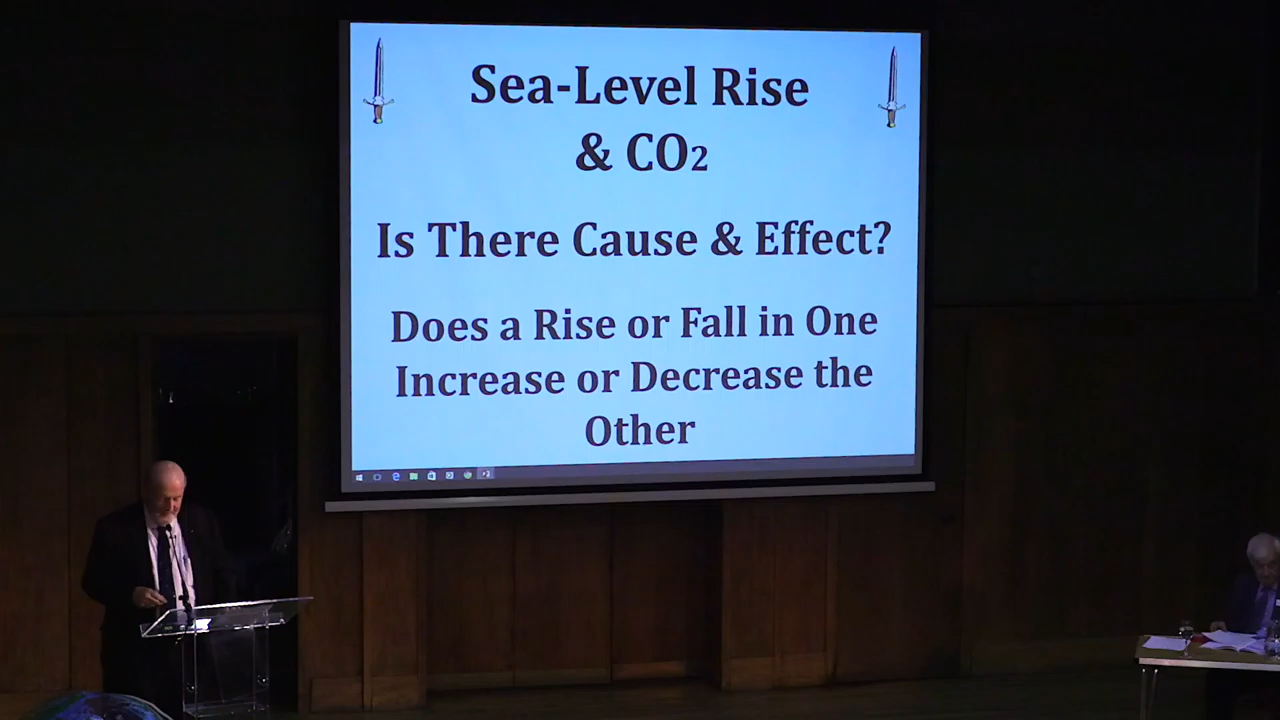 Sea-Level Rise
& CO2
Is There Cause & Effect?
Does a Rise or Fall in One
Increase or Decrease the
Other